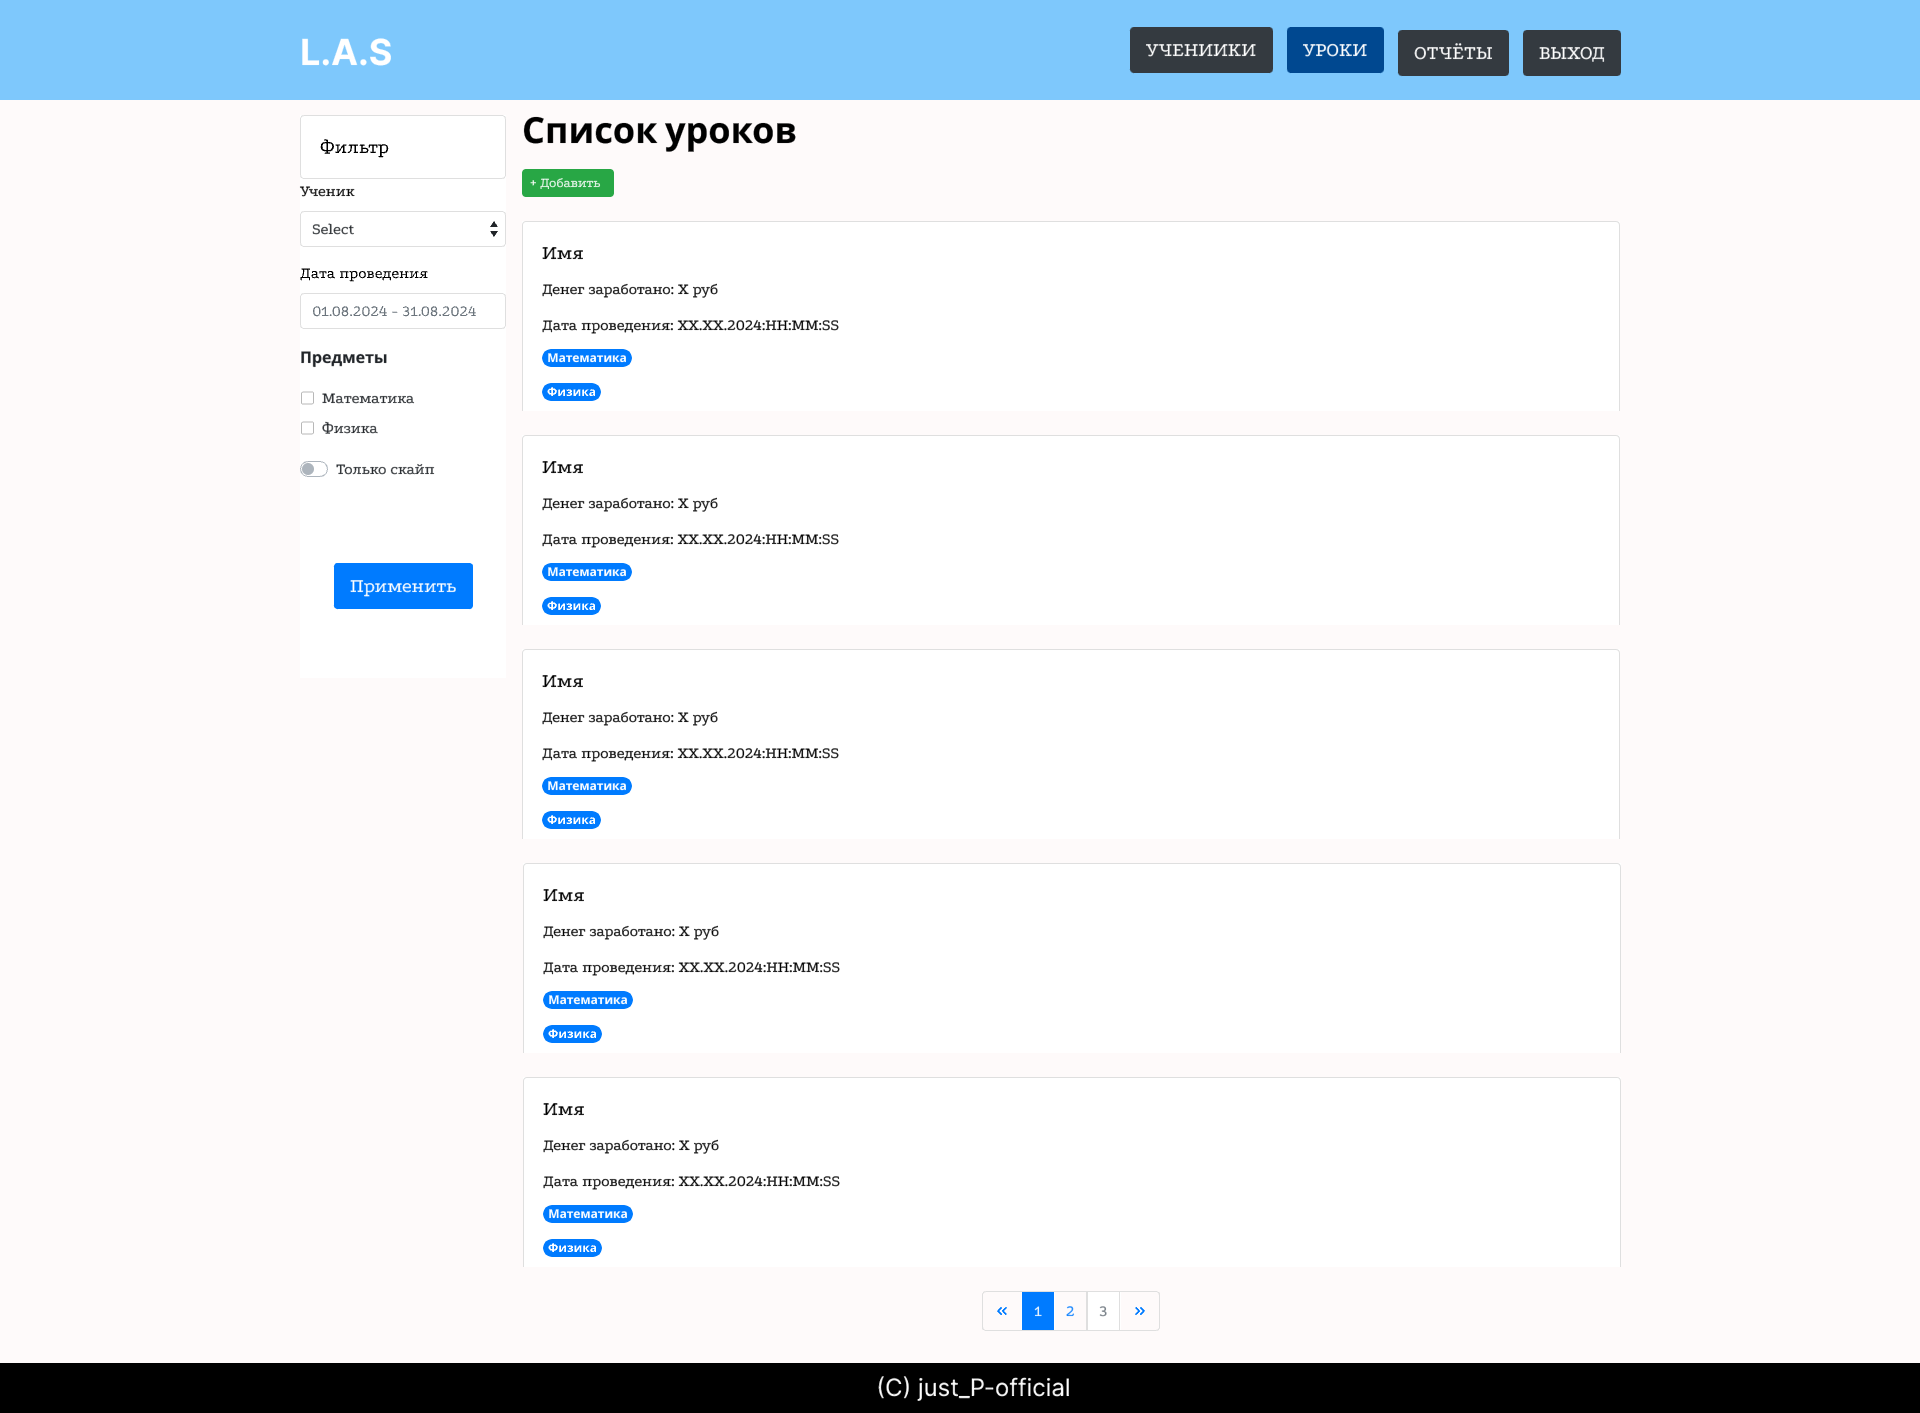 L.A.S
УЧЕНИИКИ
УРОКИ
ОТЧЁТЫ
ВЫХОД
Фильтр
Ученик
Select
Дата проведения
01.08.2024 - 31.08.2024
Предметы
Математика
Физика
Только скайп
Применить
Список уроков
+ Добавить
Имя
Денег заработано: X руб
Дата проведения: XX.XX.2024:HH:MM:SS
Математика
Физика
Имя
Денег заработано: X руб
Дата проведения: XX.XX.2024:HH:MM:SS
Математика
Физика
Имя
Денег заработано: X руб
Дата проведения: XX.XX.2024:HH:MM:SS
Математика
Физика
Имя
Денег заработано: X руб
Дата проведения: XX.XX.2024:HH:MM:SS
Математика
Физика
Имя
Денег заработано: X руб
Дата проведения: XX.XX.2024:HH:MM:SS
Математика
Физика
« 1 2 3 »
(C) just_P-official